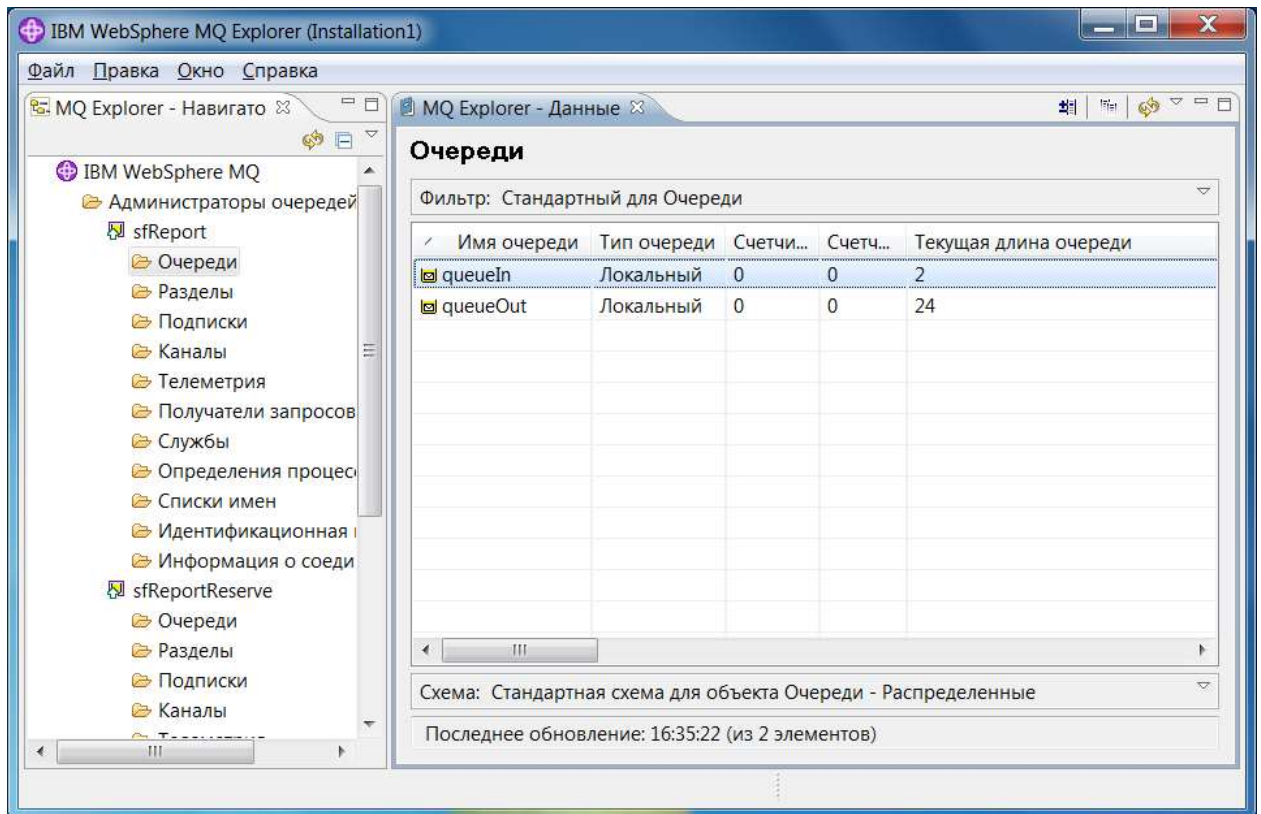 IBM WebSphere MQ Explorer (Installation1)
Файл Правка Окно Справка
MQ Explorer - Навигато
MQ Explorer - Данные
IBM WebSphere MQ
Администраторы очередей
sfReport
Очереди
Разделы
Подписки
Каналы
Телеметрия
Получатели запросов
Службы
Определения процес
Списки имен
Идентификационная
Информация о соеди
sfReportReserve
Очереди
Разделы
Подписки
Каналы
Очереди
Фильтр: Стандартный для Очереди
Имя очереди Тип очереди Счетчи... Счетч... Текущая длина очереди
queueIn Локальный 0 0 2
queueOut Локальный 0 0 24
Схема: Стандартная схема для объекта Очереди - Распределенные
Последнее обновление: 16:35:22 (из 2 элементов)